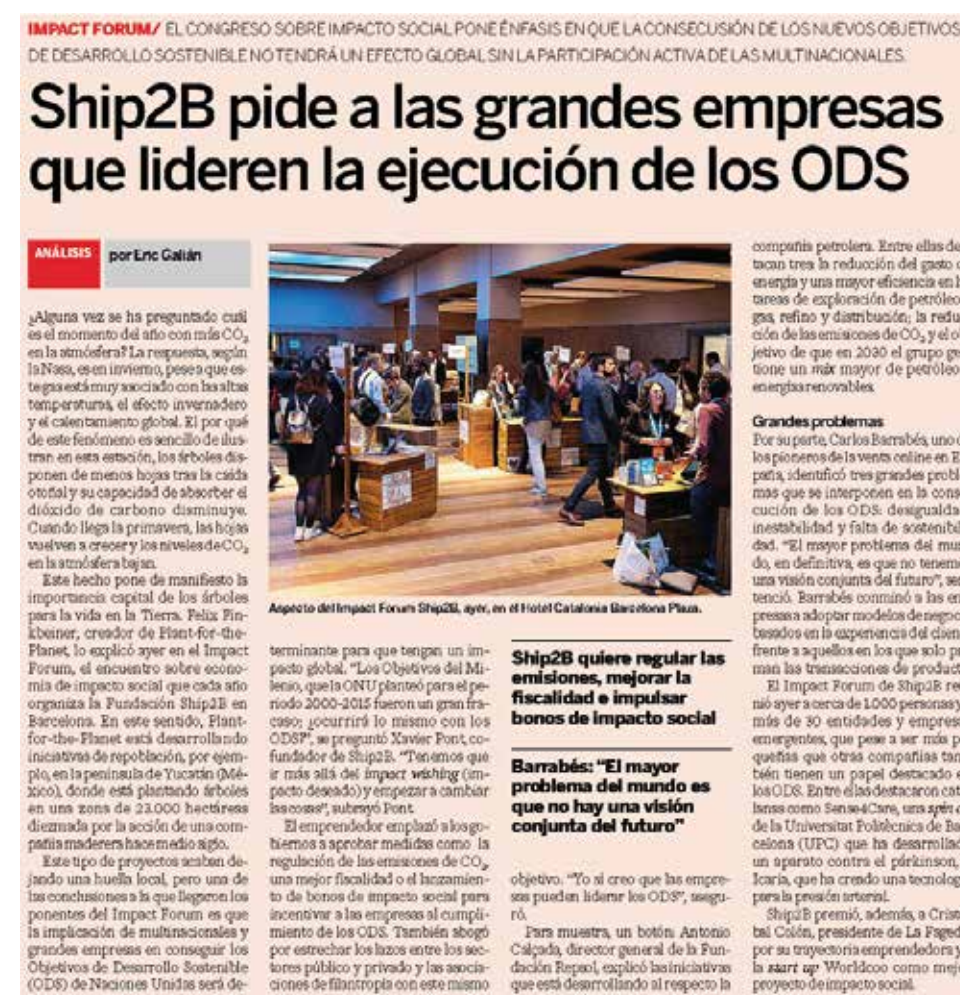 IMPACT FORUM/ EL CONGRESO SOBRE IMPACTO SOCIAL PONE ÉNFASIS EN QUE LA CONSECUSIÓN DE LOS NUEVOS OBJETIVOS
DE DESARROLLO SOSTENIBLE NO TENDRÁ UN EFECTO GLOBAL SIN LA PARTICIPACIÓN ACTIVA DE LAS MULTINACIONALES.
Ship2B pide a las grandes empresas
que lideren la ejecución de los ODS
ANÁLISIS por Eric Galián
¿Alguna vez se ha preguntado cuál
es el momento del año con más CO₂
en la atmósfera? La respuesta, según
la Nasa, es en invierno, pese a que es-
te gas está muy asociado con las altas
temperaturas, el efecto invernadero
y el calentamiento global. El por qué
de este fenómeno es sencillo de ilus-
trar: en esta estación, los árboles dis-
ponen de menos hojas tras la caída
otoñal y su capacidad de absorber el
dióxido de carbono disminuye.
Cuando llega la primavera, las hojas
vuelven a crecer y los niveles de CO₂
en la atmósfera bajan.
Este hecho pone de manifiesto la
importancia capital de los árboles
para la vida en la Tierra. Felix Fin-
kbeiner, creador de Plant-for-the-
Planet, lo explicó ayer en el Impact
Forum, el encuentro sobre econo-
mía de impacto social que cada año
organiza la Fundación Ship2B en
Barcelona. En este sentido, Plant-
for-the-Planet está desarrollando
iniciativas de repoblación, por ejem-
plo, en la península de Yucatán (Mé-
xico), donde está plantando árboles
en una zona de 23.000 hectáreas
diezmada por la acción de una com-
pañía maderera hace medio siglo.
Este tipo de proyectos acaban de-
jando una huella local, pero una de
las conclusiones a la que llegaron los
ponentes del Impact Forum es que
la implicación de multinacionales y
grandes empresas en conseguir los
Objetivos de Desarrollo Sostenible
(ODS) de Naciones Unidas será de-
Aspecto del Impact Forum Ship2B, ayer, en el Hotel Catalonia Barcelona Plaza.
terminante para que tengan un im-
pacto global. "Los Objetivos del Mi-
lenio, que la ONU planteó para el pe-
riodo 2000-2015 fueron un gran fra-
caso; ¿ocurrirá lo mismo con los
ODS?", se preguntó Xavier Pont, co-
fundador de Ship2B. "Tenemos que
ir más allá del impact wishing (im-
pacto deseado) y empezar a cambiar
las cosas", subrayó Pont.
El emprendedor emplazó a los go-
biernos a aprobar medidas como la
regulación de las emisiones de CO₂,
una mejor fiscalidad o el lanzamien-
to de bonos de impacto social para
incentivar a las empresas al cumpli-
miento de los ODS. También abogó
por estrechar los lazos entre los sec-
tores público y privado y las asocia-
ciones de filantropía con este mismo
Ship2B quiere regular las
emisiones, mejorar la
fiscalidad e impulsar
bonos de impacto social
Barrabés: "El mayor
problema del mundo es
que no hay una visión
conjunta del futuro"
objetivo. "Yo sí creo que las empre-
sas pueden liderar los ODS", asegu-
ró.
Para muestra, un botón: Antonio
Calçada, director general de la Fun-
dación Repsol, explicó las iniciativas
que está desarrollando al respecto la
compañía petrolera. Entre ellas de
tacan tres: la reducción del gasto
energía y una mayor eficiencia en l
tareas de exploración de petróleo
gas, refino y distribución; la redu
ción de las emisiones de CO₂, y el o
jetivo de que en 2030 el grupo ge
tione un mix mayor de petróleo
energías renovables.
Grandes problemas
Por su parte, Carlos Barrabés, uno
los pioneros de la venta online en E
paña, identificó tres grandes proble
mas que se interponen en la conse
cución de los ODS: desigualda
inestabilidad y falta de sostenibil
dad. "El mayor problema del mun
do, en definitiva, es que no tenemo
una visión conjunta del futuro", sen
tenció. Barrabés conminó a las em
presas a adoptar modelos de negoc
basados en la experiencia del clien
frente a aquellos en los que solo pr
man las transacciones de product
El Impact Forum de Ship2B reu
nió ayer a cerca de 1.000 personas y
más de 30 entidades y empresa
emergentes, que pese a ser más p
queñas que otras compañías tam
bién tienen un papel destacado e
los ODS. Entre ellas destacaron cat
lanas como Sense4Care, una spin o
de la Universitat Politècnica de Ba
celona (UPC) que ha desarrollad
un aparato contra el párkinson,
Icaria, que ha creado una tecnolog
para la presión arterial.
Ship2B premió, además, a Cristó
bal Colón, presidente de La Faged
por su trayectoria emprendedora y
la start up Worldcoo como mejo
proyecto de impacto social.